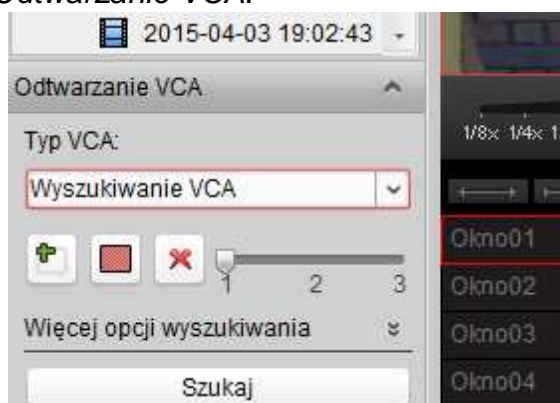 Odtwarzanie VCA.
2015-04-03 19:02:43
Odtwarzanie VCA
Typ VCA:
Wyszukiwanie VCA
1 2 3
Więcej opcji wyszukiwania
Szukaj
1/8× 1/4×
Okno01
Okno02
Okno03
Okno04